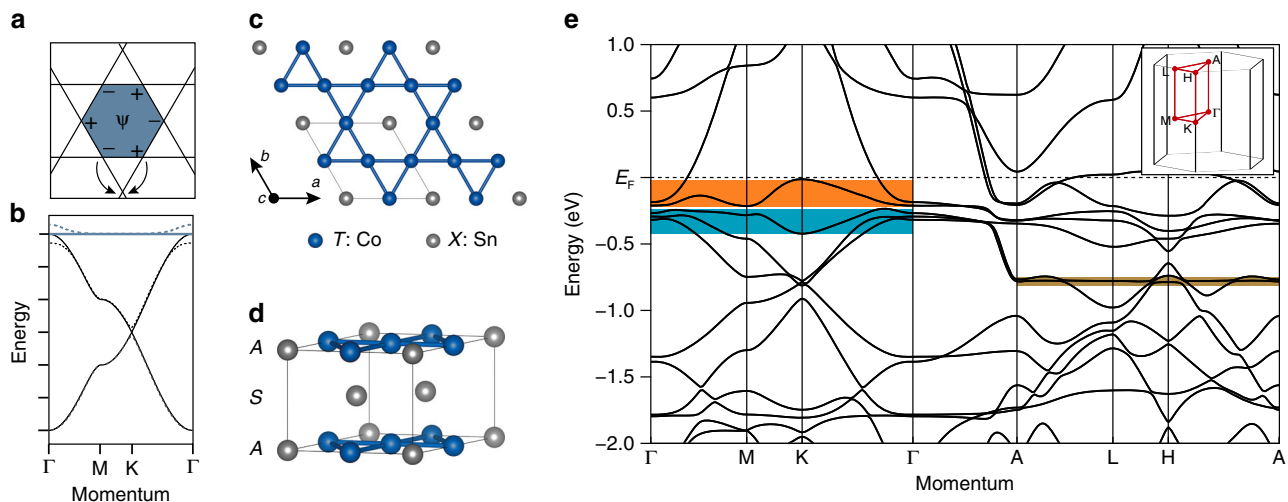 a
− +
+ ψ −
− +
b
Energy
Γ M K Γ
Momentum
c
b
a
c
T: Co X: Sn
d
A
S
A
e
1.0
0.5
E_F
−0.5
−1.0
−1.5
−2.0
Energy (eV)
Γ M K Γ A L H A
Momentum
A
L
H
Γ
M
K